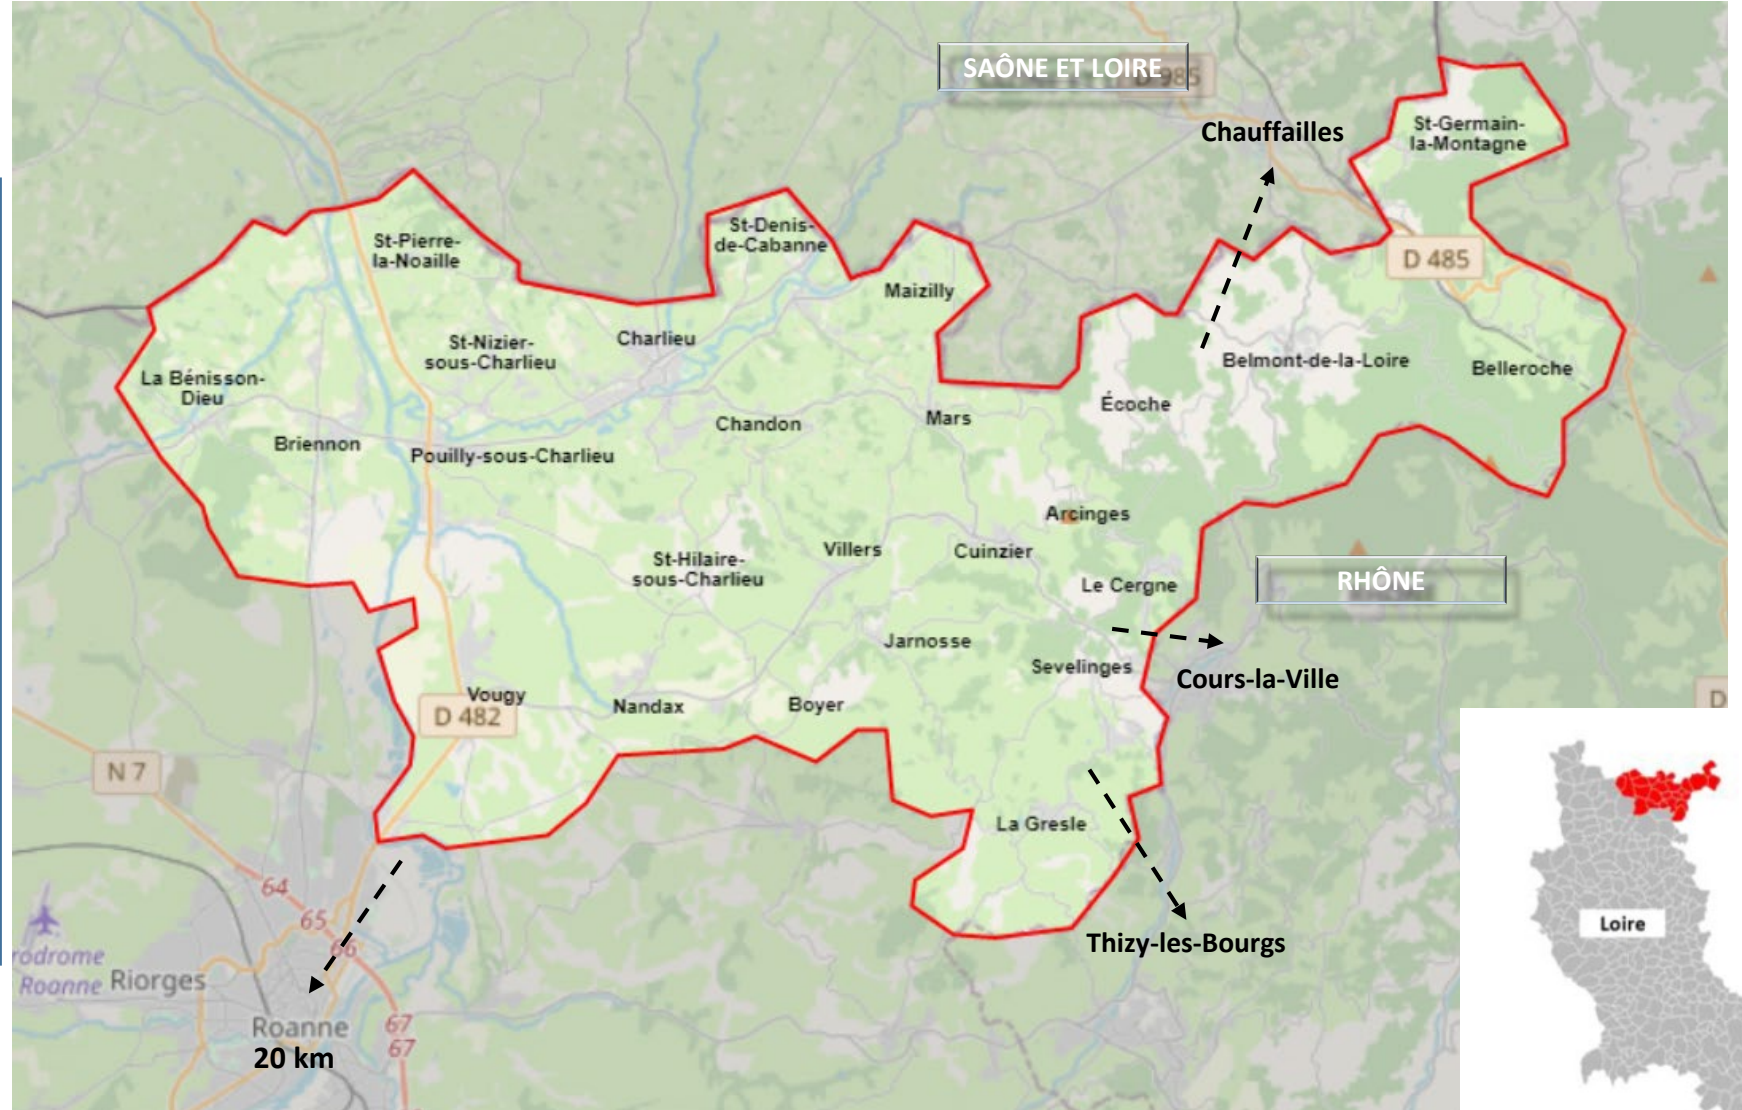 SAÔNE ET LOIRE
D 985
Chauffailles
St-Germain-
la-Montagne
St-Denis-
de-Cabanne
St-Pierre-
la-Noaille
D 485
Maizilly
Charlieu
St-Nizier-
sous-Charlieu
Belmont-de-la-Loire
Belleroche
La Bénisson-
Dieu
Écoche
Mars
Chandon
Briennon
Pouilly-sous-Charlieu
Arcinges
Villers
Cuinzier
St-Hilaire-
sous-Charlieu
Le Cergne
RHÔNE
Jarnosse
Sevelinges
Cours-la-Ville
Vougy
D 482
Nandax
Boyer
D
N 7
La Gresle
64
65
66
Loire
Thizy-les-Bourgs
rodrome
Roanne
Riorges
Roanne
20 km
67
67